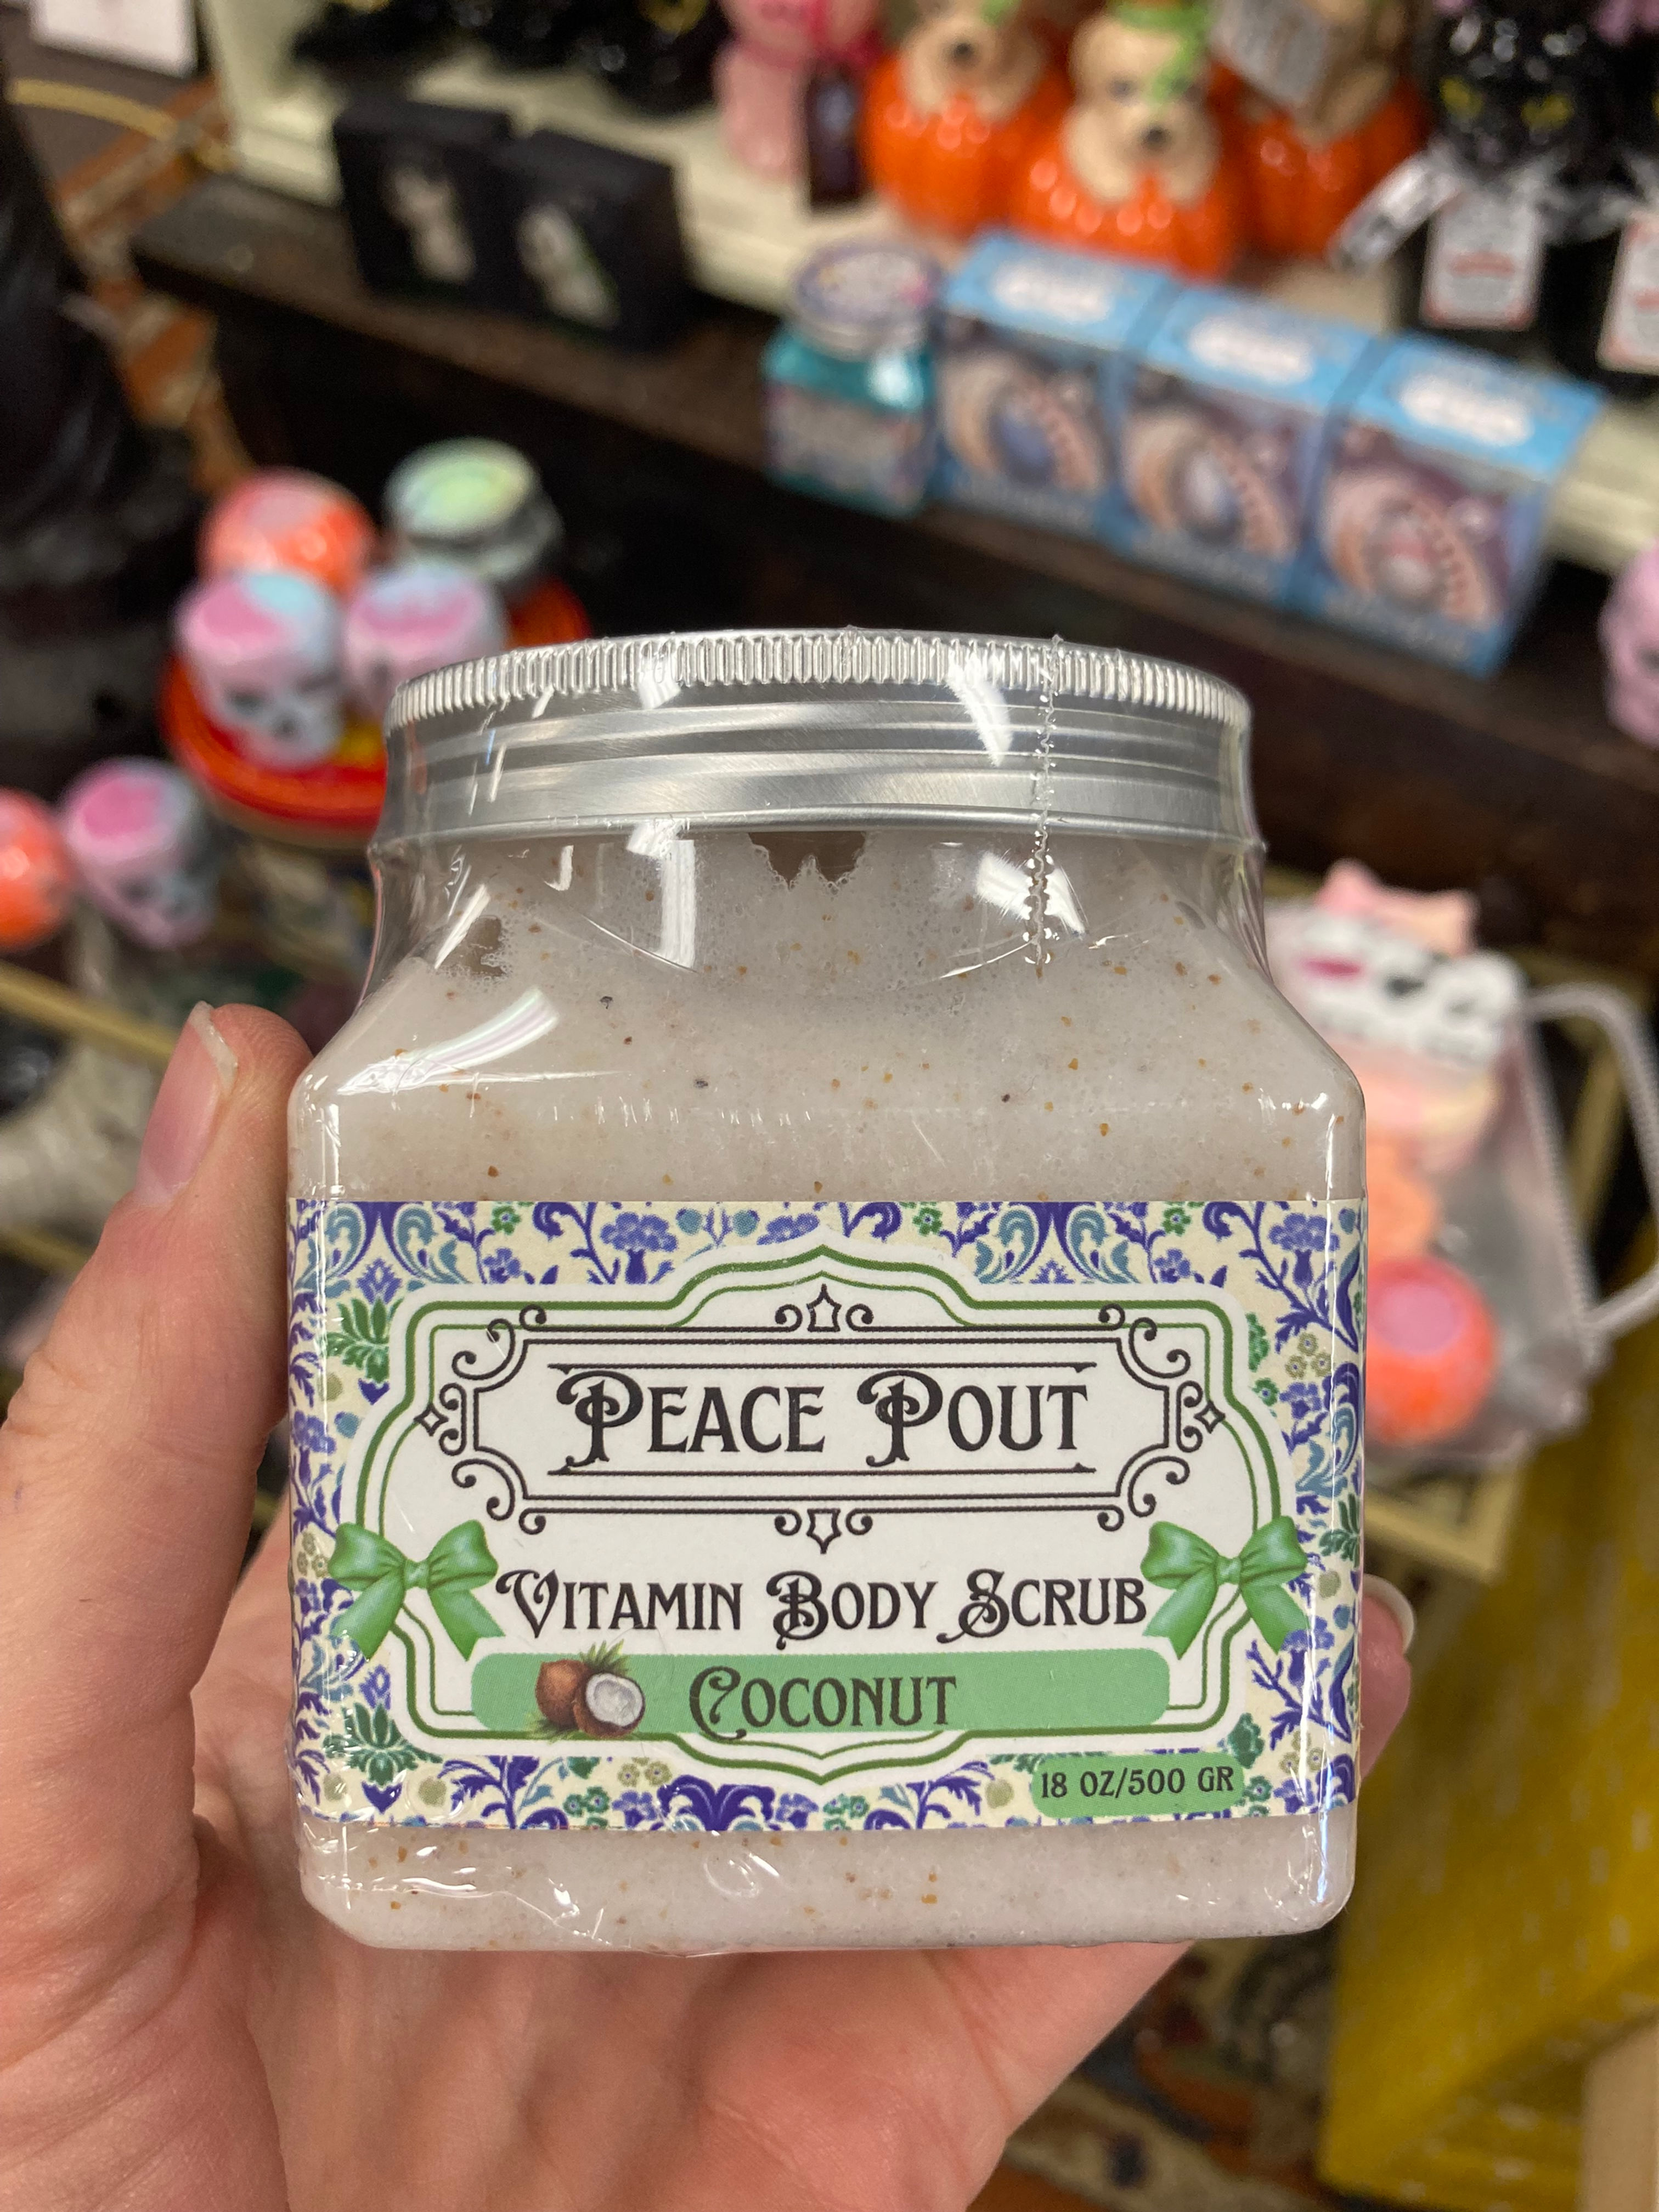 PEACE POUT
VITAMIN BODY SCRUB
COCONUT
18 OZ/500 GR